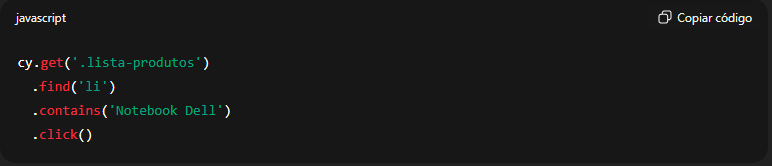 javascript
Copiar código
cy.get('.lista-produtos')
  .find('li')
  .contains('Notebook Dell')
  .click()